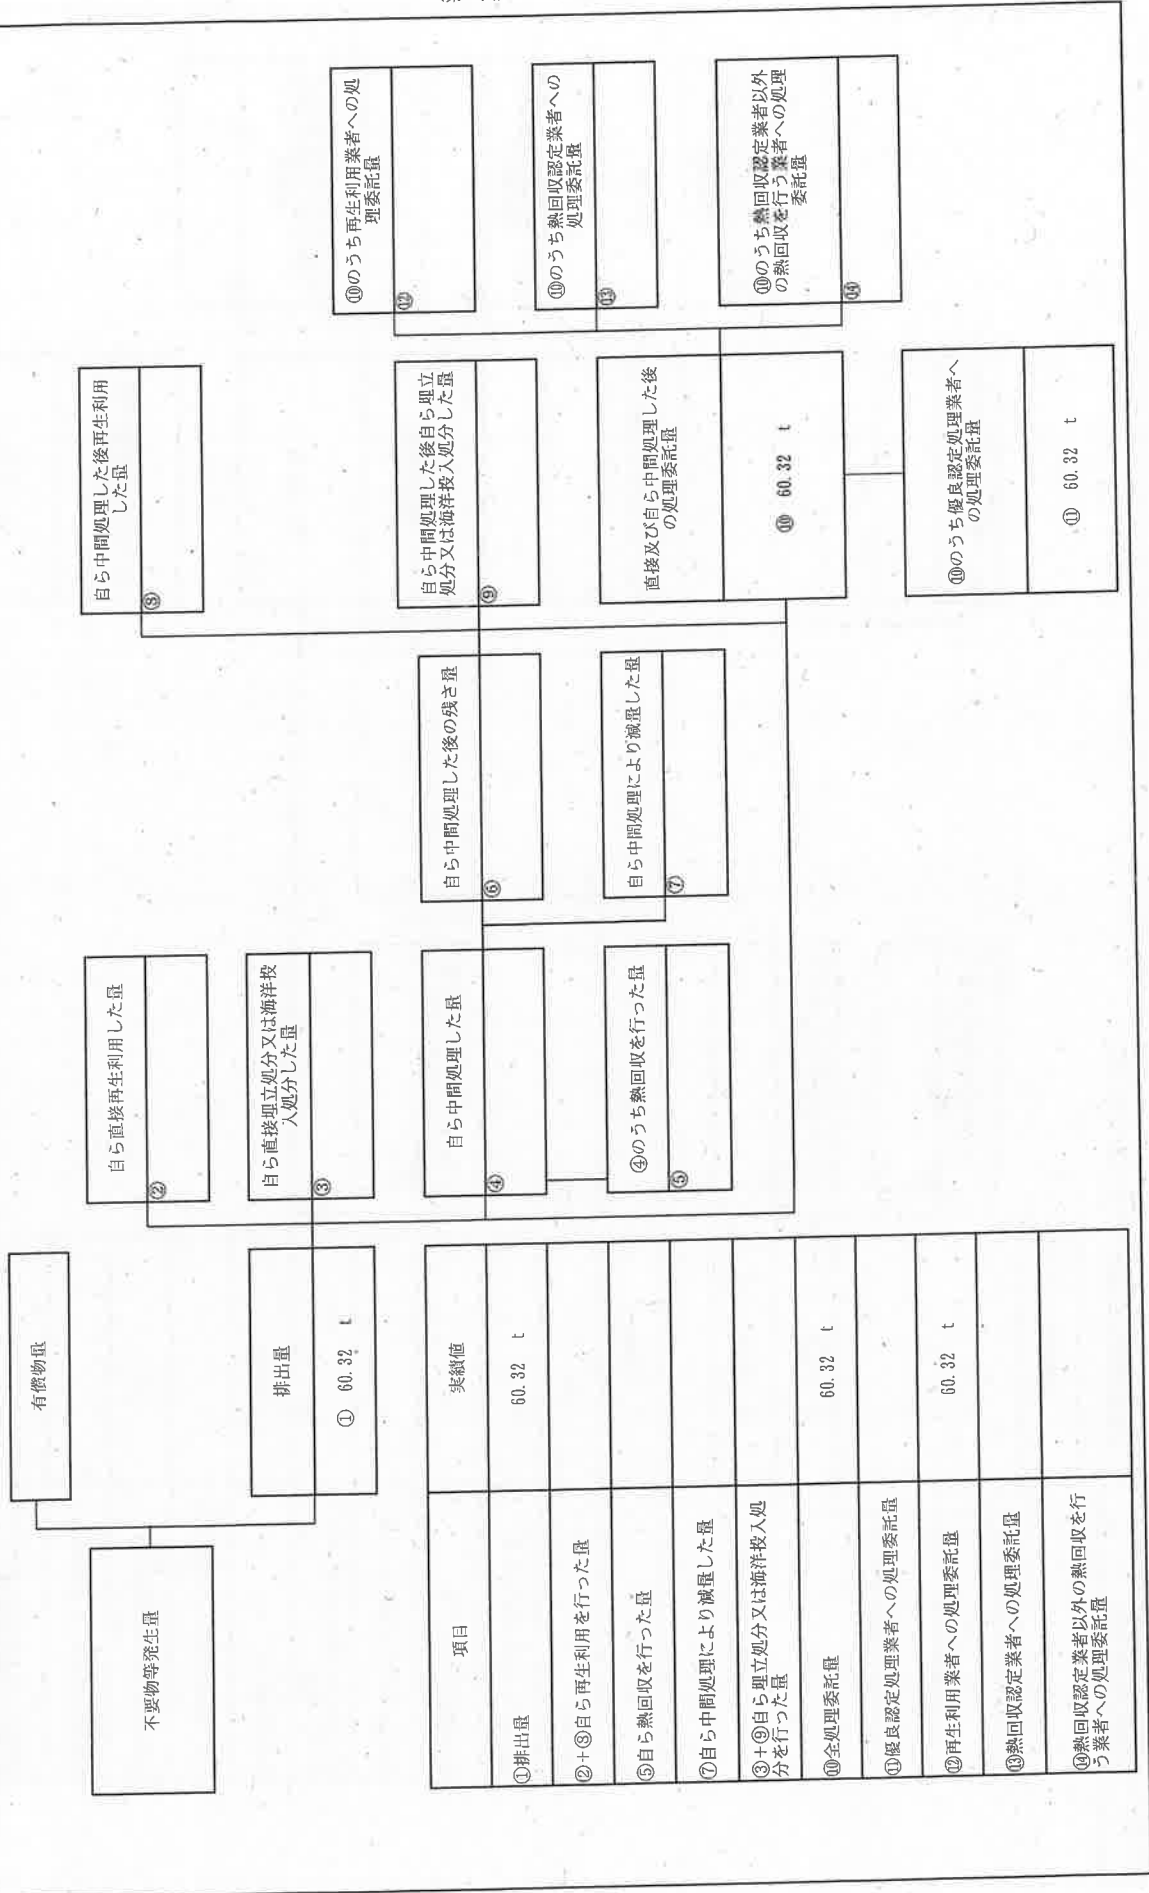 不要物等発生量
有償物量
排出量
① 60.32 t
自ら直接再生利用した量
②
自ら直接埋立処分又は海洋投
入処分した量
③
自ら中間処理した量
④
④のうち熱回収を行った量
⑤
自ら中間処理した後の残さ量
⑥
自ら中間処理により減量した量
⑦
自ら中間処理した後再生利用
した量
⑧
自ら中間処理した後自ら埋立
処分又は海洋投入処分した量
⑨
直接及び自ら中間処理した後
の処理委託量
⑩ 60.32 t
⑩のうち優良認定処理業者へ
の処理委託量
⑪ 60.32 t
⑩のうち再生利用業者への処
理委託量
⑫
⑩のうち熱回収認定業者への
処理委託量
⑬
⑩のうち熱回収認定業者以外
の熱回収を行う業者への処理
委託量
⑭
項目 実績値
①排出量 60.32 t
②+⑧自ら再生利用を行った量
⑤自ら熱回収を行った量
⑦自ら中間処理により減量した量
③+⑨自ら埋立処分又は海洋投入処
分を行った量
⑩全処理委託量 60.32 t
⑪優良認定処理業者への処理委託量
⑫再生利用業者への処理委託量 60.32 t
⑬熱回収認定業者への処理委託量
⑭熱回収認定業者以外の熱回収を行
う業者への処理委託量